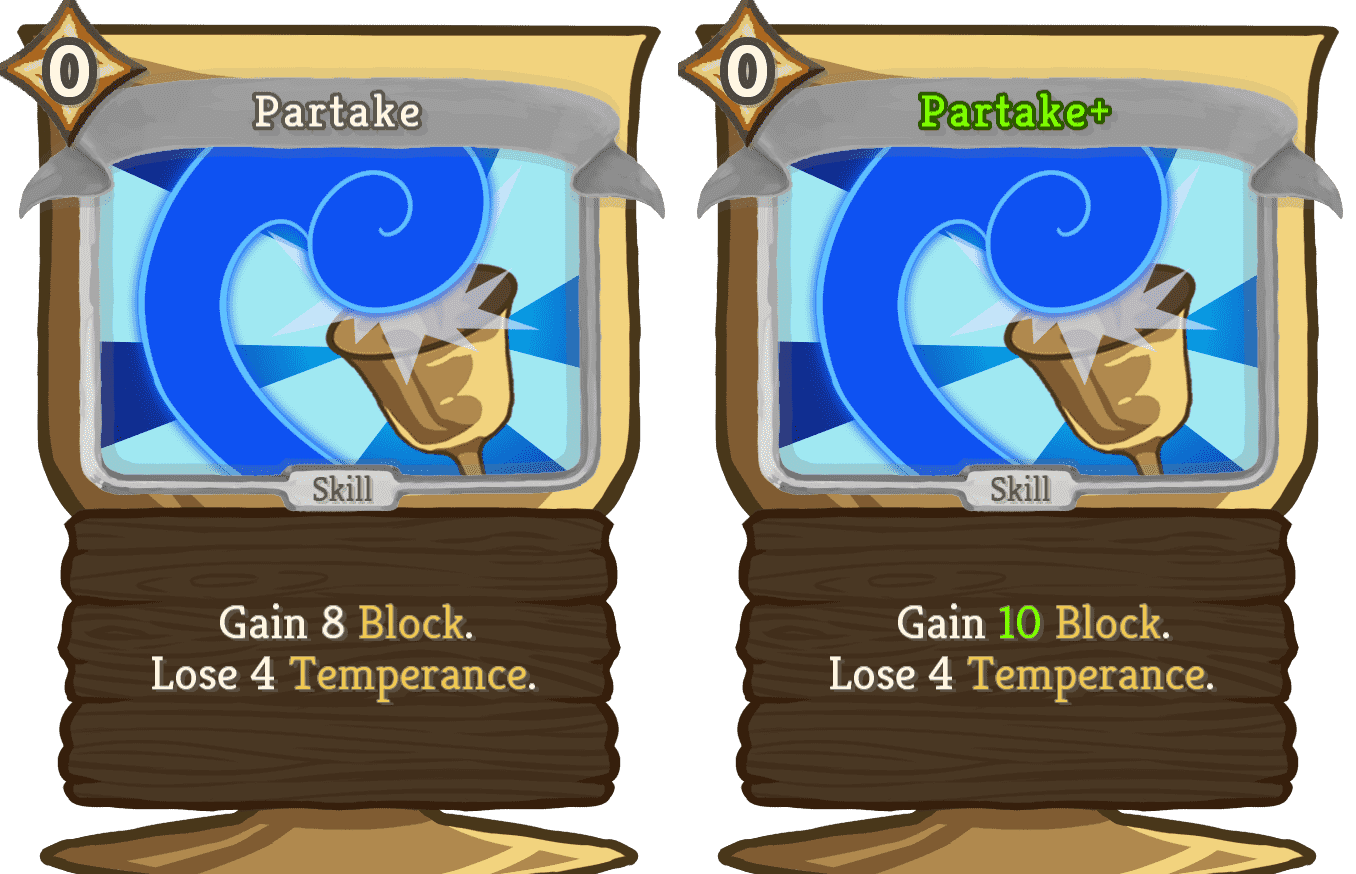 0
Partake
Skill
Gain 8 Block.
Lose 4 Temperance.
0
Partake+
Skill
Gain 10 Block.
Lose 4 Temperance.